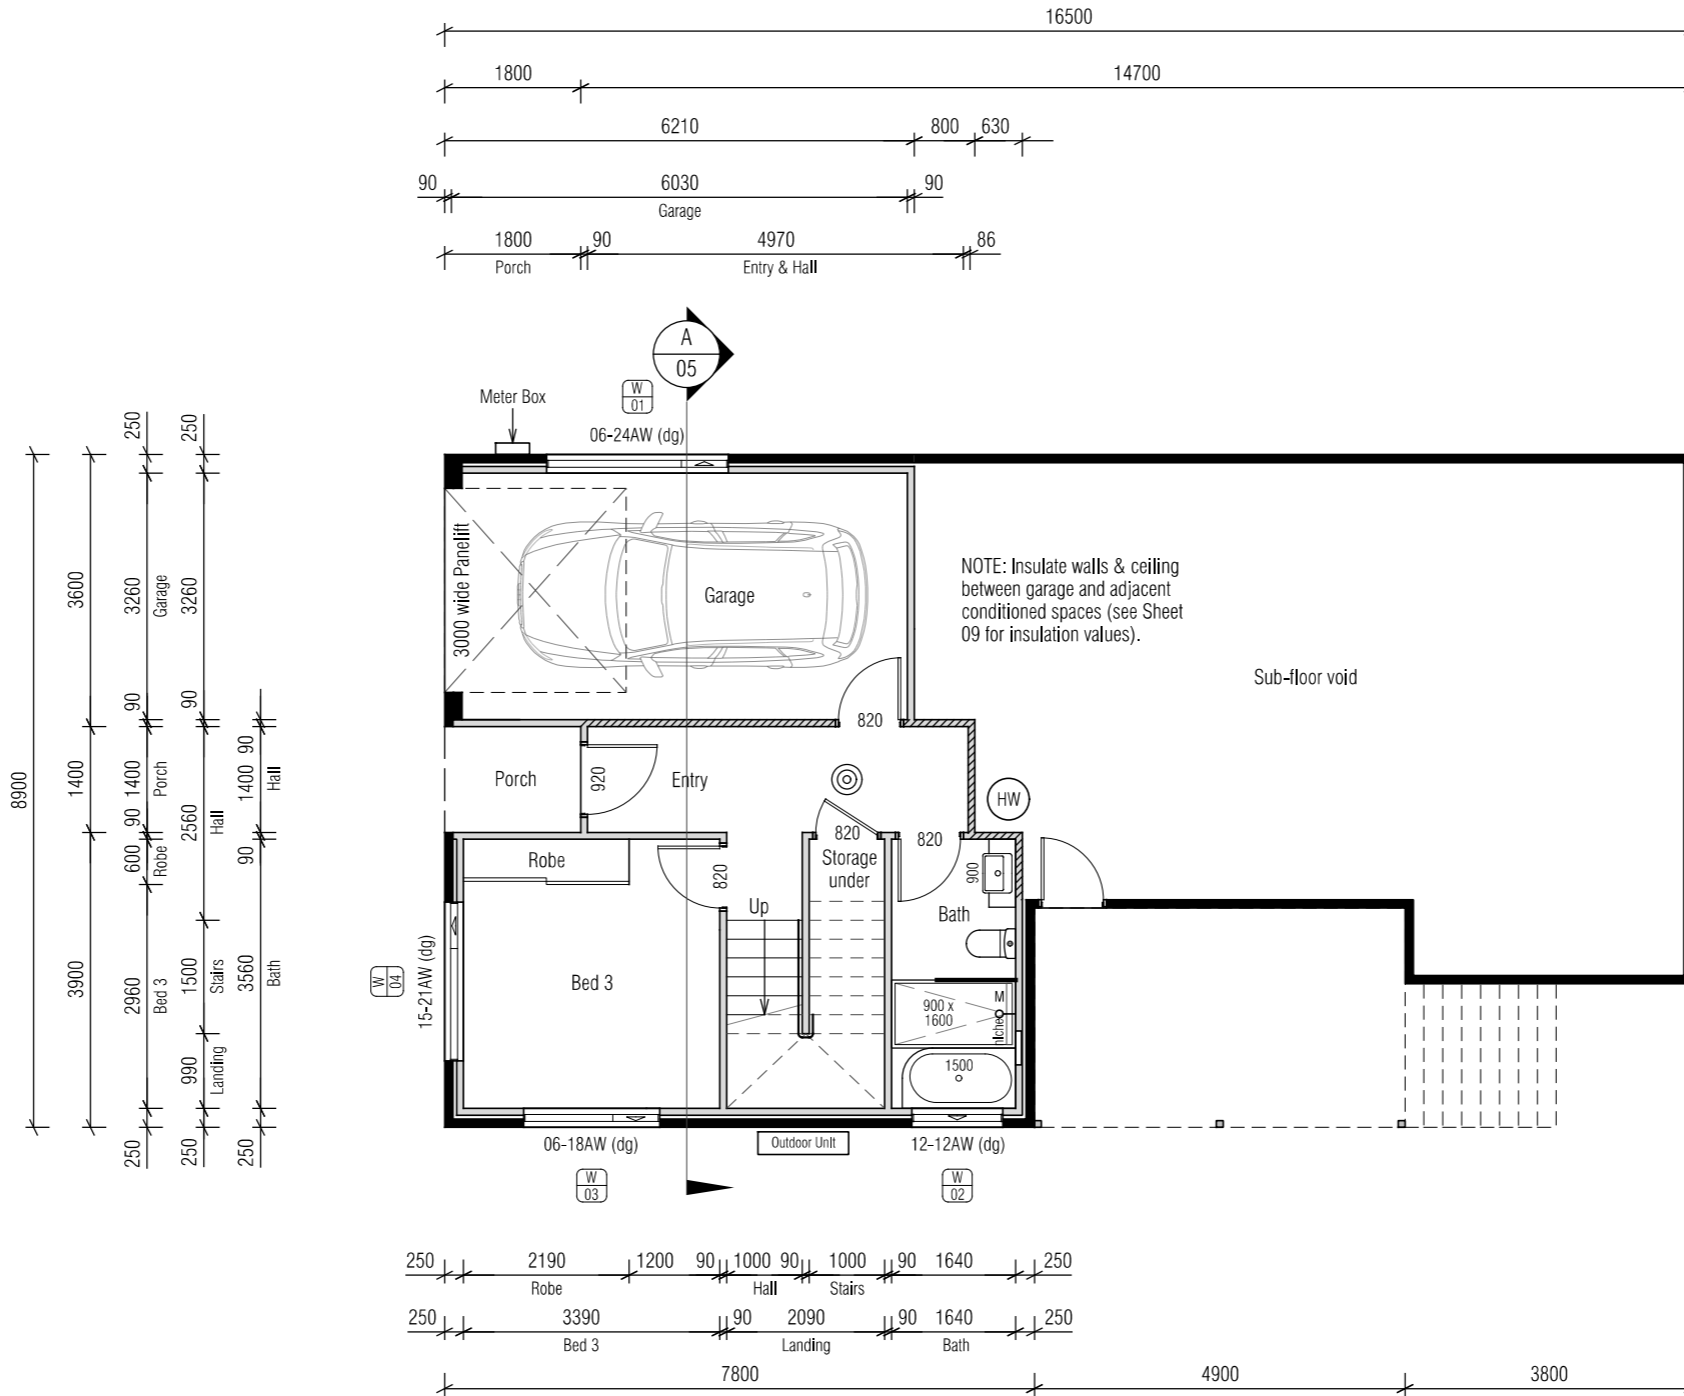 16500
1800 14700
6210 800 630
90 6030 90
Garage
1800 90 4970 86
Porch Entry & Hall
A
05
Meter Box
W
01
06-24AW (dg)
250 250
8900
3600 3260 Garage 3260
90 90
1400 1400 Porch 90 1400 Hall
90 2560 Hall
600 Robe 90
3900 2960 Bed 3 1500 Stairs 3560 Bath
990 Landing
250 250 250
3000 wide Panelift
Garage
NOTE: Insulate walls & ceiling
between garage and adjacent
conditioned spaces (see Sheet
09 for insulation values).
Sub-floor void
820
Porch
920
Entry
HW
Robe
820
820
Storage
under
820
900
Up
Bath
Bed 3
W
04
15-21AW (dg)
900 x
1600
M
niche
1500
06-18AW (dg)
W
03
Outdoor Unit
12-12AW (dg)
W
02
250 2190 1200 90 1000 90 1000 90 1640 250
Robe Hall Stairs
250 3390 90 2090 90 1640 250
Bed 3 Landing Bath
7800 4900 3800